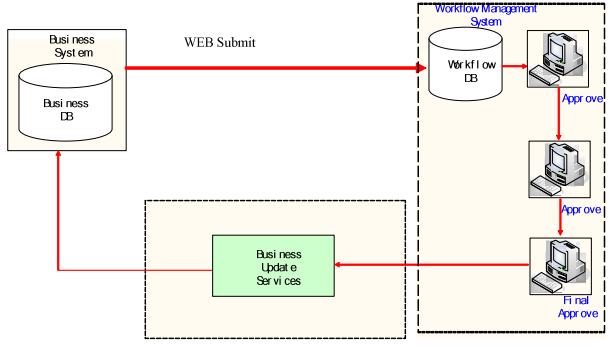 Business
System
Business
DB
WEB Submit
Workflow Management
System
Workflow
DB
Approve
Approve
Final
Approve
Business
Update
Services